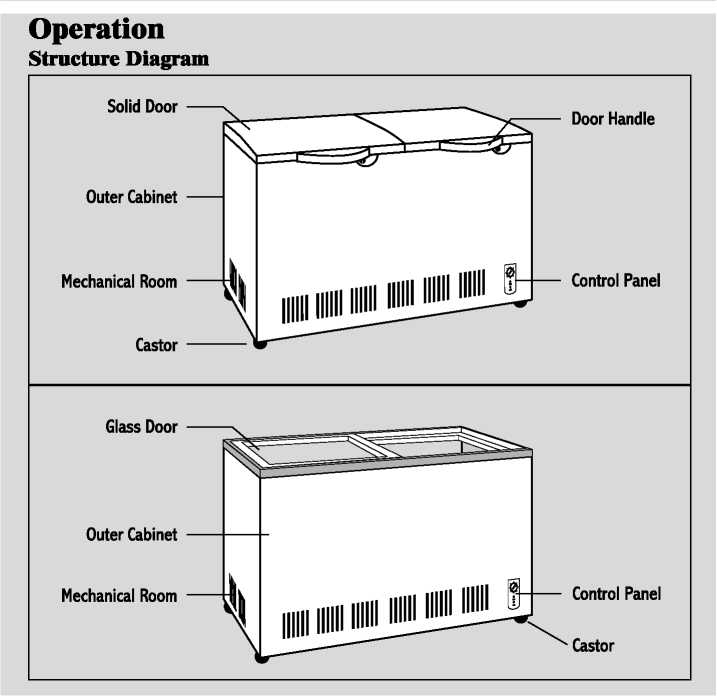 Operation
Structure Diagram
Solid Door
Door Handle
Outer Cabinet
Mechanical Room
Control Panel
Castor
Glass Door
Outer Cabinet
Mechanical Room
Control Panel
Castor